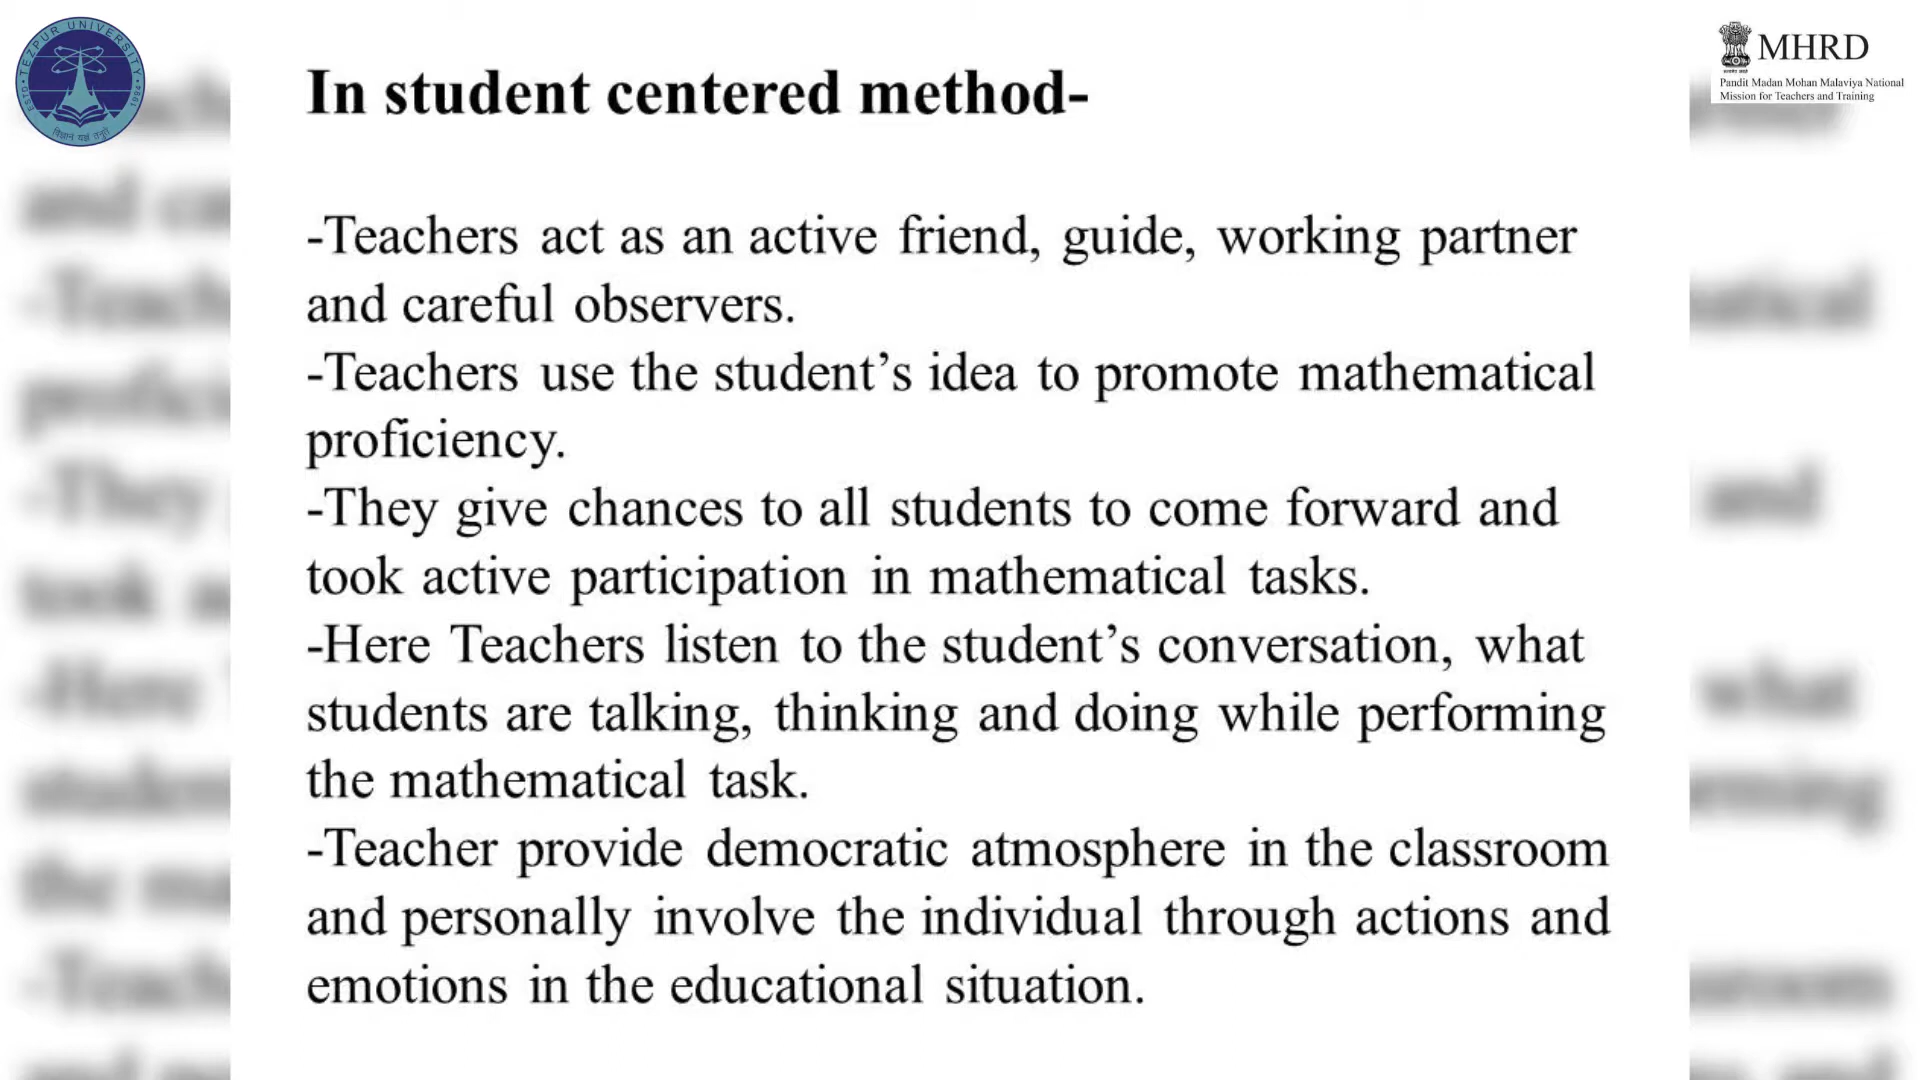 TEZPUR UNIVERSITY
ESTD. 1994
विज्ञानं यज्ञं तनुते
MHRD
Pandit Madan Mohan Malaviya National
Mission for Teachers and Training
In student centered method-
-Teachers act as an active friend, guide, working partner
and careful observers.
-Teachers use the student’s idea to promote mathematical
proficiency.
-They give chances to all students to come forward and
took active participation in mathematical tasks.
-Here Teachers listen to the student’s conversation, what
students are talking, thinking and doing while performing
the mathematical task.
-Teacher provide democratic atmosphere in the classroom
and personally involve the individual through actions and
emotions in the educational situation.